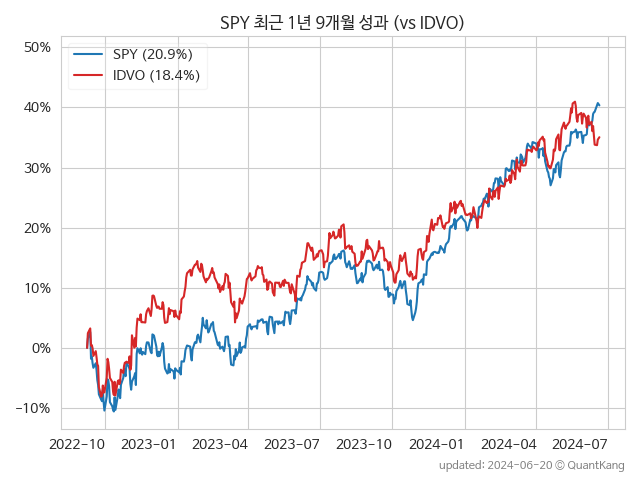 SPY 최근 1년 9개월 성과 (vs IDVO)
50%
40%
30%
20%
10%
0%
−10%
SPY (20.9%)
IDVO (18.4%)
2022-10 2023-01 2023-04 2023-07 2023-10 2024-01 2024-04 2024-07
updated: 2024-06-20 © QuantKang